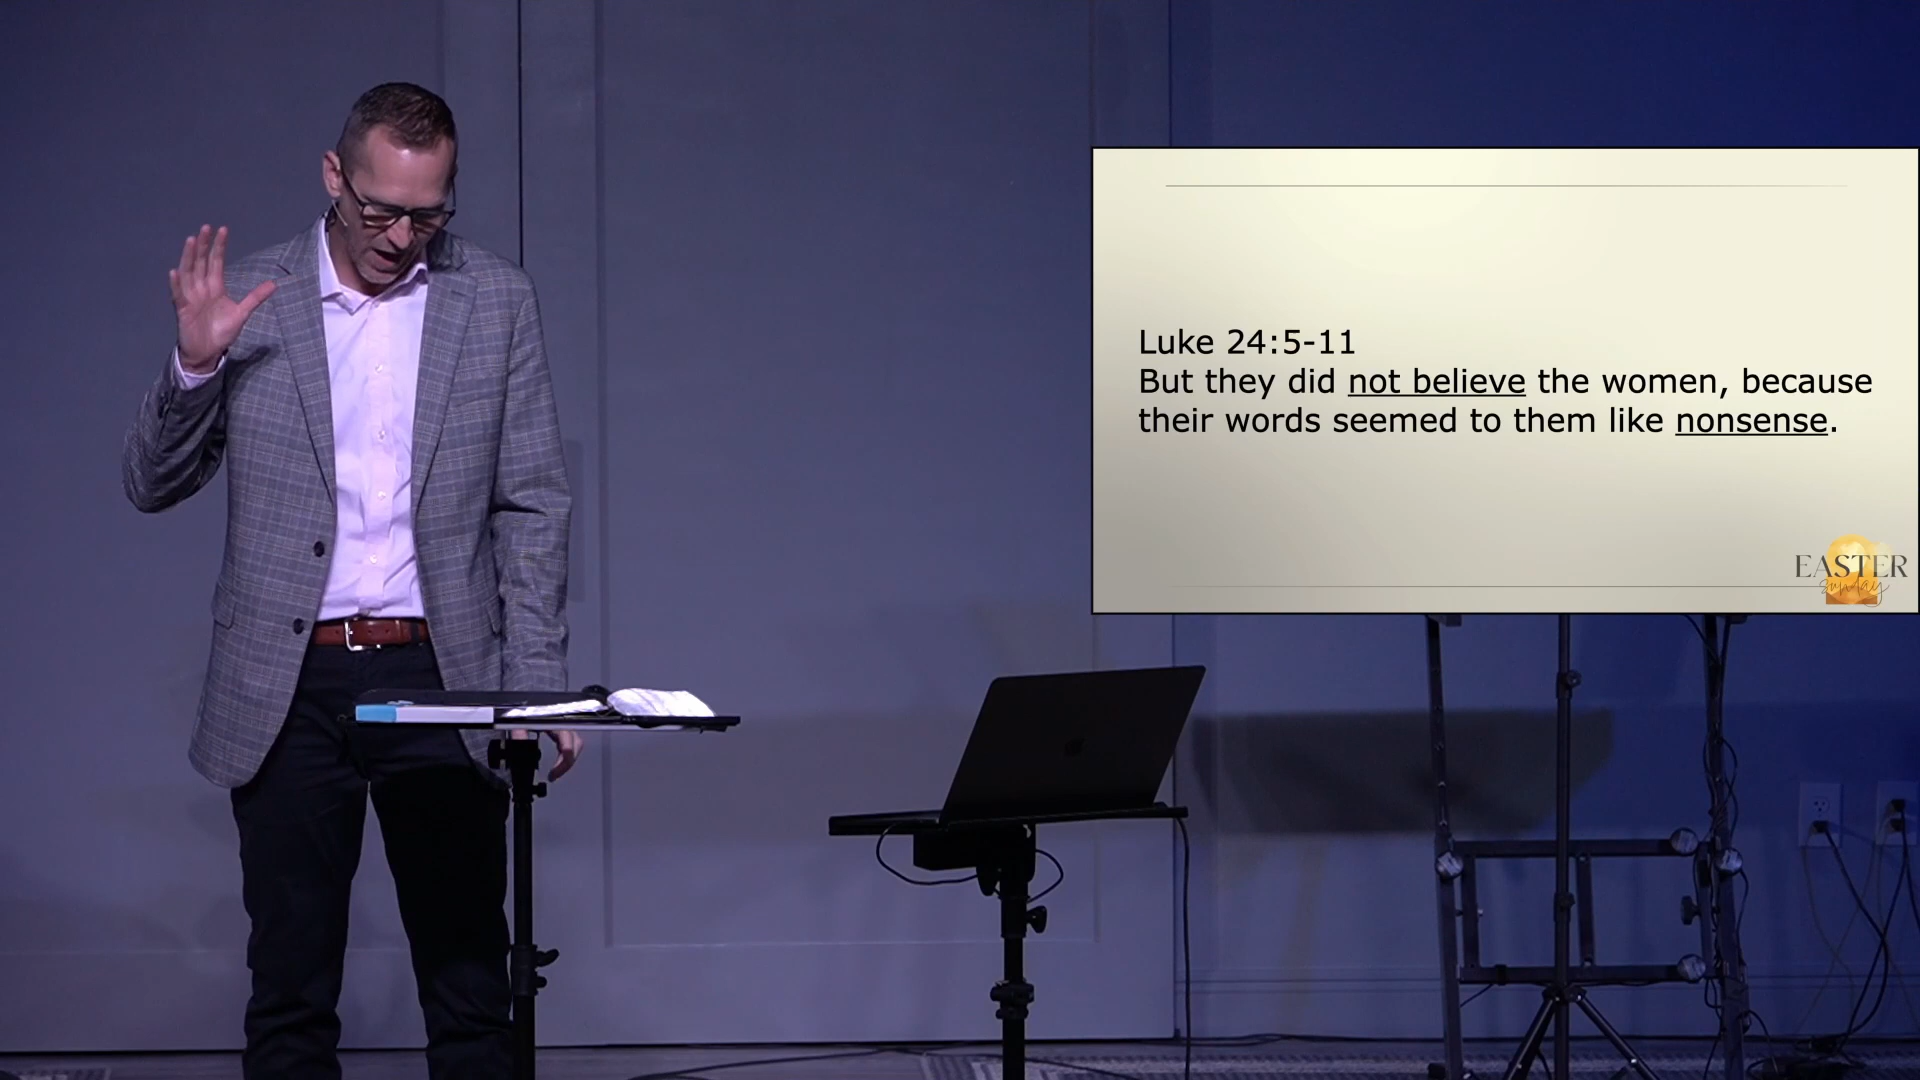 Luke 24:5-11
But they did not believe the women, because
their words seemed to them like nonsense.
EASTER
Sunday